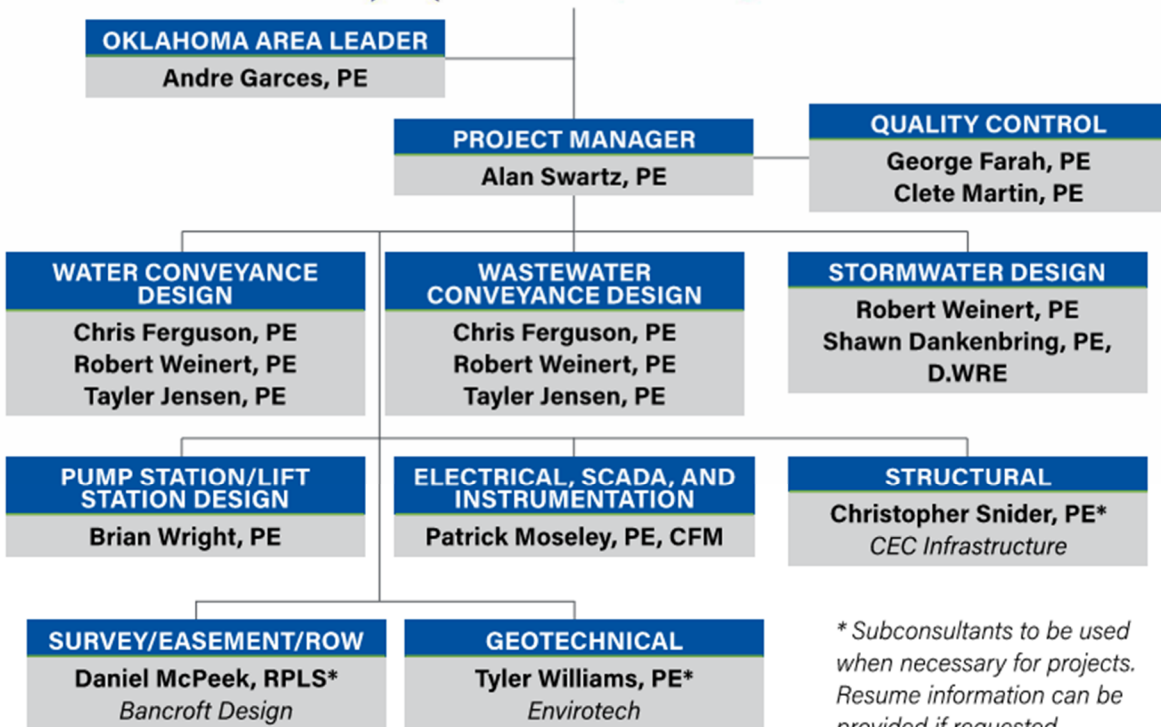 OKLAHOMA AREA LEADER
Andre Garces, PE
PROJECT MANAGER
Alan Swartz, PE
QUALITY CONTROL
George Farah, PE
Clete Martin, PE
WATER CONVEYANCE
DESIGN
Chris Ferguson, PE
Robert Weinert, PE
Tayler Jensen, PE
WASTEWATER
CONVEYANCE DESIGN
Chris Ferguson, PE
Robert Weinert, PE
Tayler Jensen, PE
STORMWATER DESIGN
Robert Weinert, PE
Shawn Dankenbring, PE,
D.WRE
PUMP STATION/LIFT
STATION DESIGN
Brian Wright, PE
ELECTRICAL, SCADA, AND
INSTRUMENTATION
Patrick Moseley, PE, CFM
STRUCTURAL
Christopher Snider, PE*
CEC Infrastructure
SURVEY/EASEMENT/ROW
Daniel McPeek, RPLS*
Bancroft Design
GEOTECHNICAL
Tyler Williams, PE*
Envirotech
* Subconsultants to be used
when necessary for projects.
Resume information can be
provided if requested